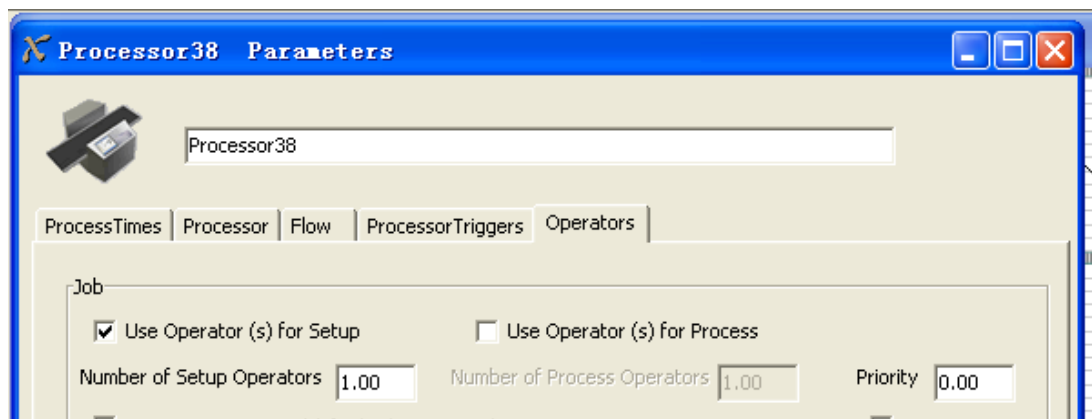 Processor38 Parameters
Processor38
ProcessTimes Processor Flow ProcessorTriggers Operators
Job
Use Operator (s) for Setup Use Operator (s) for Process
Number of Setup Operators 1.00 Number of Process Operators 1.00 Priority 0.00